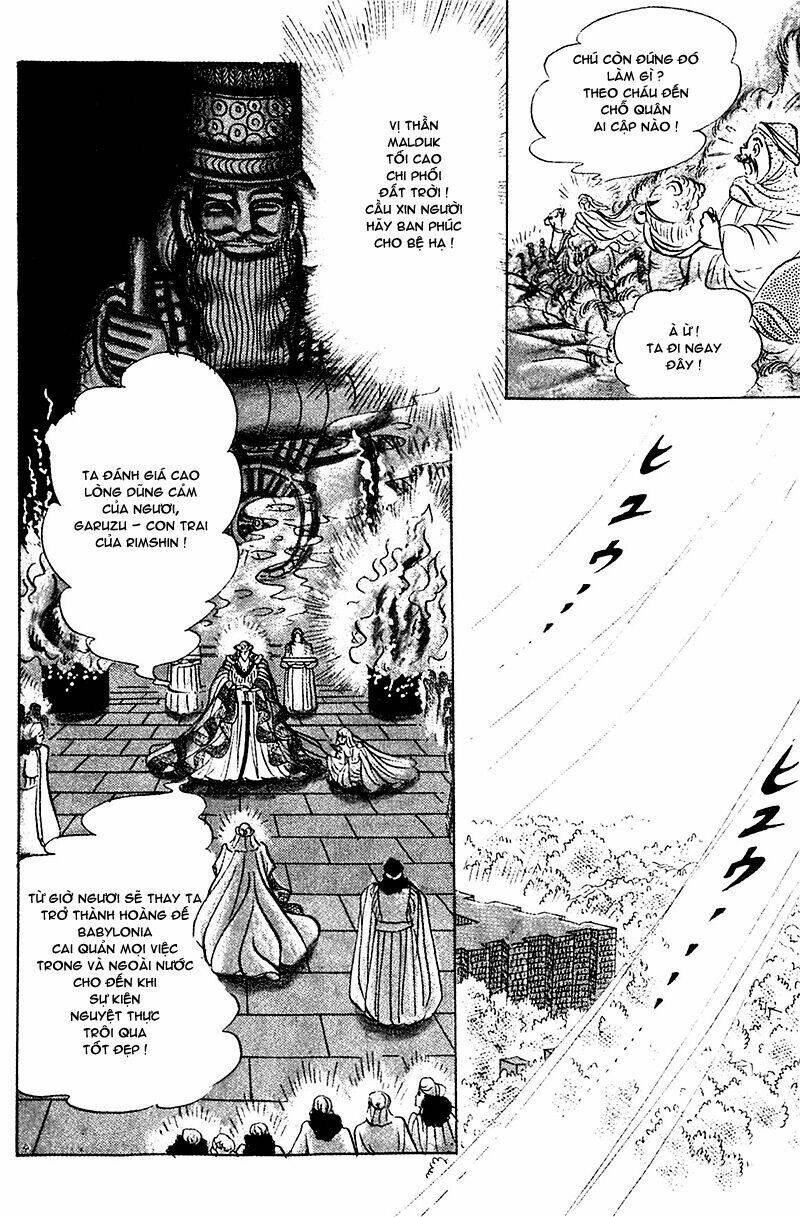 CHÚ CÒN ĐỨNG ĐÓ
LÀM GÌ ?
THEO CHÁU ĐẾN
CHỖ QUÂN
AI CẬP NÀO !
À Ừ !
TA ĐI NGAY
ĐÂY !
VỊ THẦN
MALDUK
TỐI CAO
CHI PHỐI
ĐẤT TRỜI !
CẦU XIN NGƯỜI
HÃY BAN PHÚC
CHO BỆ HẠ !
TA ĐÁNH GIÁ CAO
LÒNG DŨNG CẢM
CỦA NGƯƠI,
GARUZU – CON TRAI
CỦA RIMSHIN !
TỪ GIỜ NGƯƠI SẼ THAY TA
TRỞ THÀNH HOÀNG ĐẾ
BABYLONIA
CAI QUẢN MỌI VIỆC
TRONG VÀ NGOÀI NƯỚC
CHO ĐẾN KHI
SỰ KIỆN
NGUYỆT THỰC
TRÔI QUA
TỐT ĐẸP !
ヒュウー・・・
ヒュウー・・・